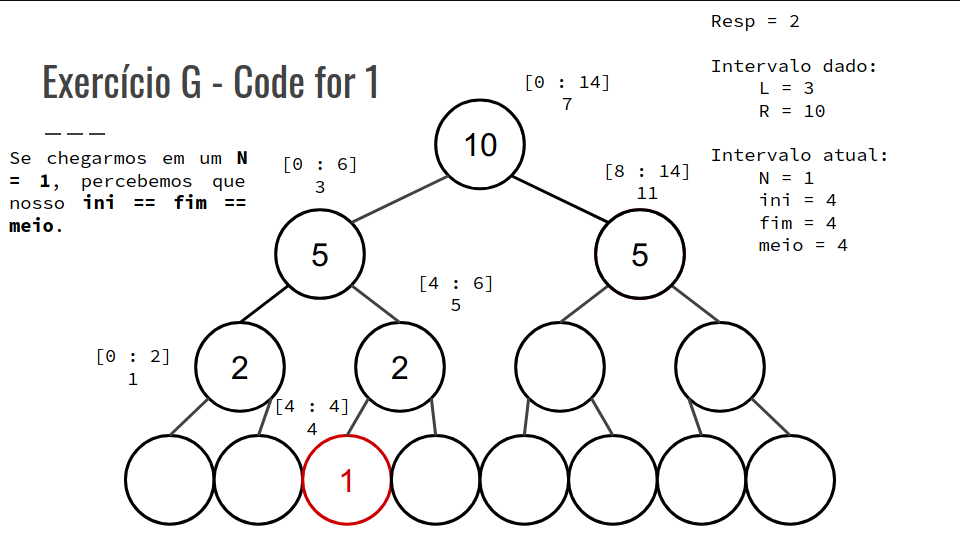 Exercício G - Code for 1
Se chegarmos em um N
= 1, percebemos que
nosso ini == fim ==
meio.
Resp = 2
Intervalo dado:
L = 3
R = 10
Intervalo atual:
N = 1
ini = 4
fim = 4
meio = 4
[0 : 14]
7
10
[0 : 6]
3
[8 : 14]
11
5
5
[4 : 6]
5
[0 : 2]
1
2
2
[4 : 4]
4
1